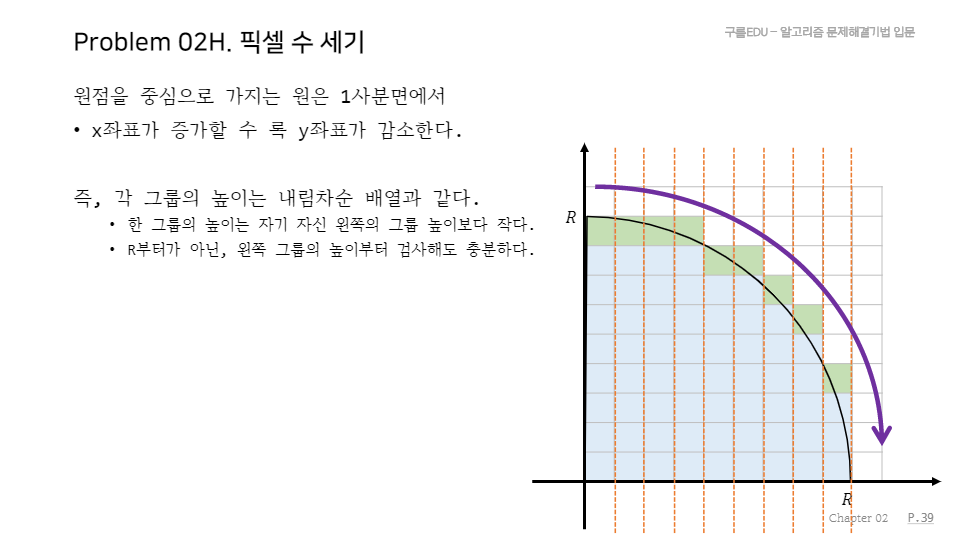 Problem 02H. 픽셀 수 세기
구름EDU – 알고리즘 문제해결기법 입문
원점을 중심으로 가지는 원은 1사분면에서
• x좌표가 증가할 수 록 y좌표가 감소한다.
즉, 각 그룹의 높이는 내림차순 배열과 같다.
• 한 그룹의 높이는 자기 자신 왼쪽의 그룹 높이보다 작다.
• R부터가 아닌, 왼쪽 그룹의 높이부터 검사해도 충분하다.
R
R
Chapter 02 P.39